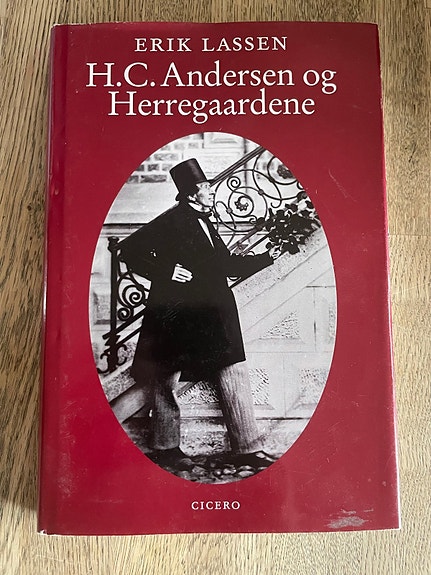 ERIK LASSEN
H.C. Andersen og
Herregaardene
CICERO